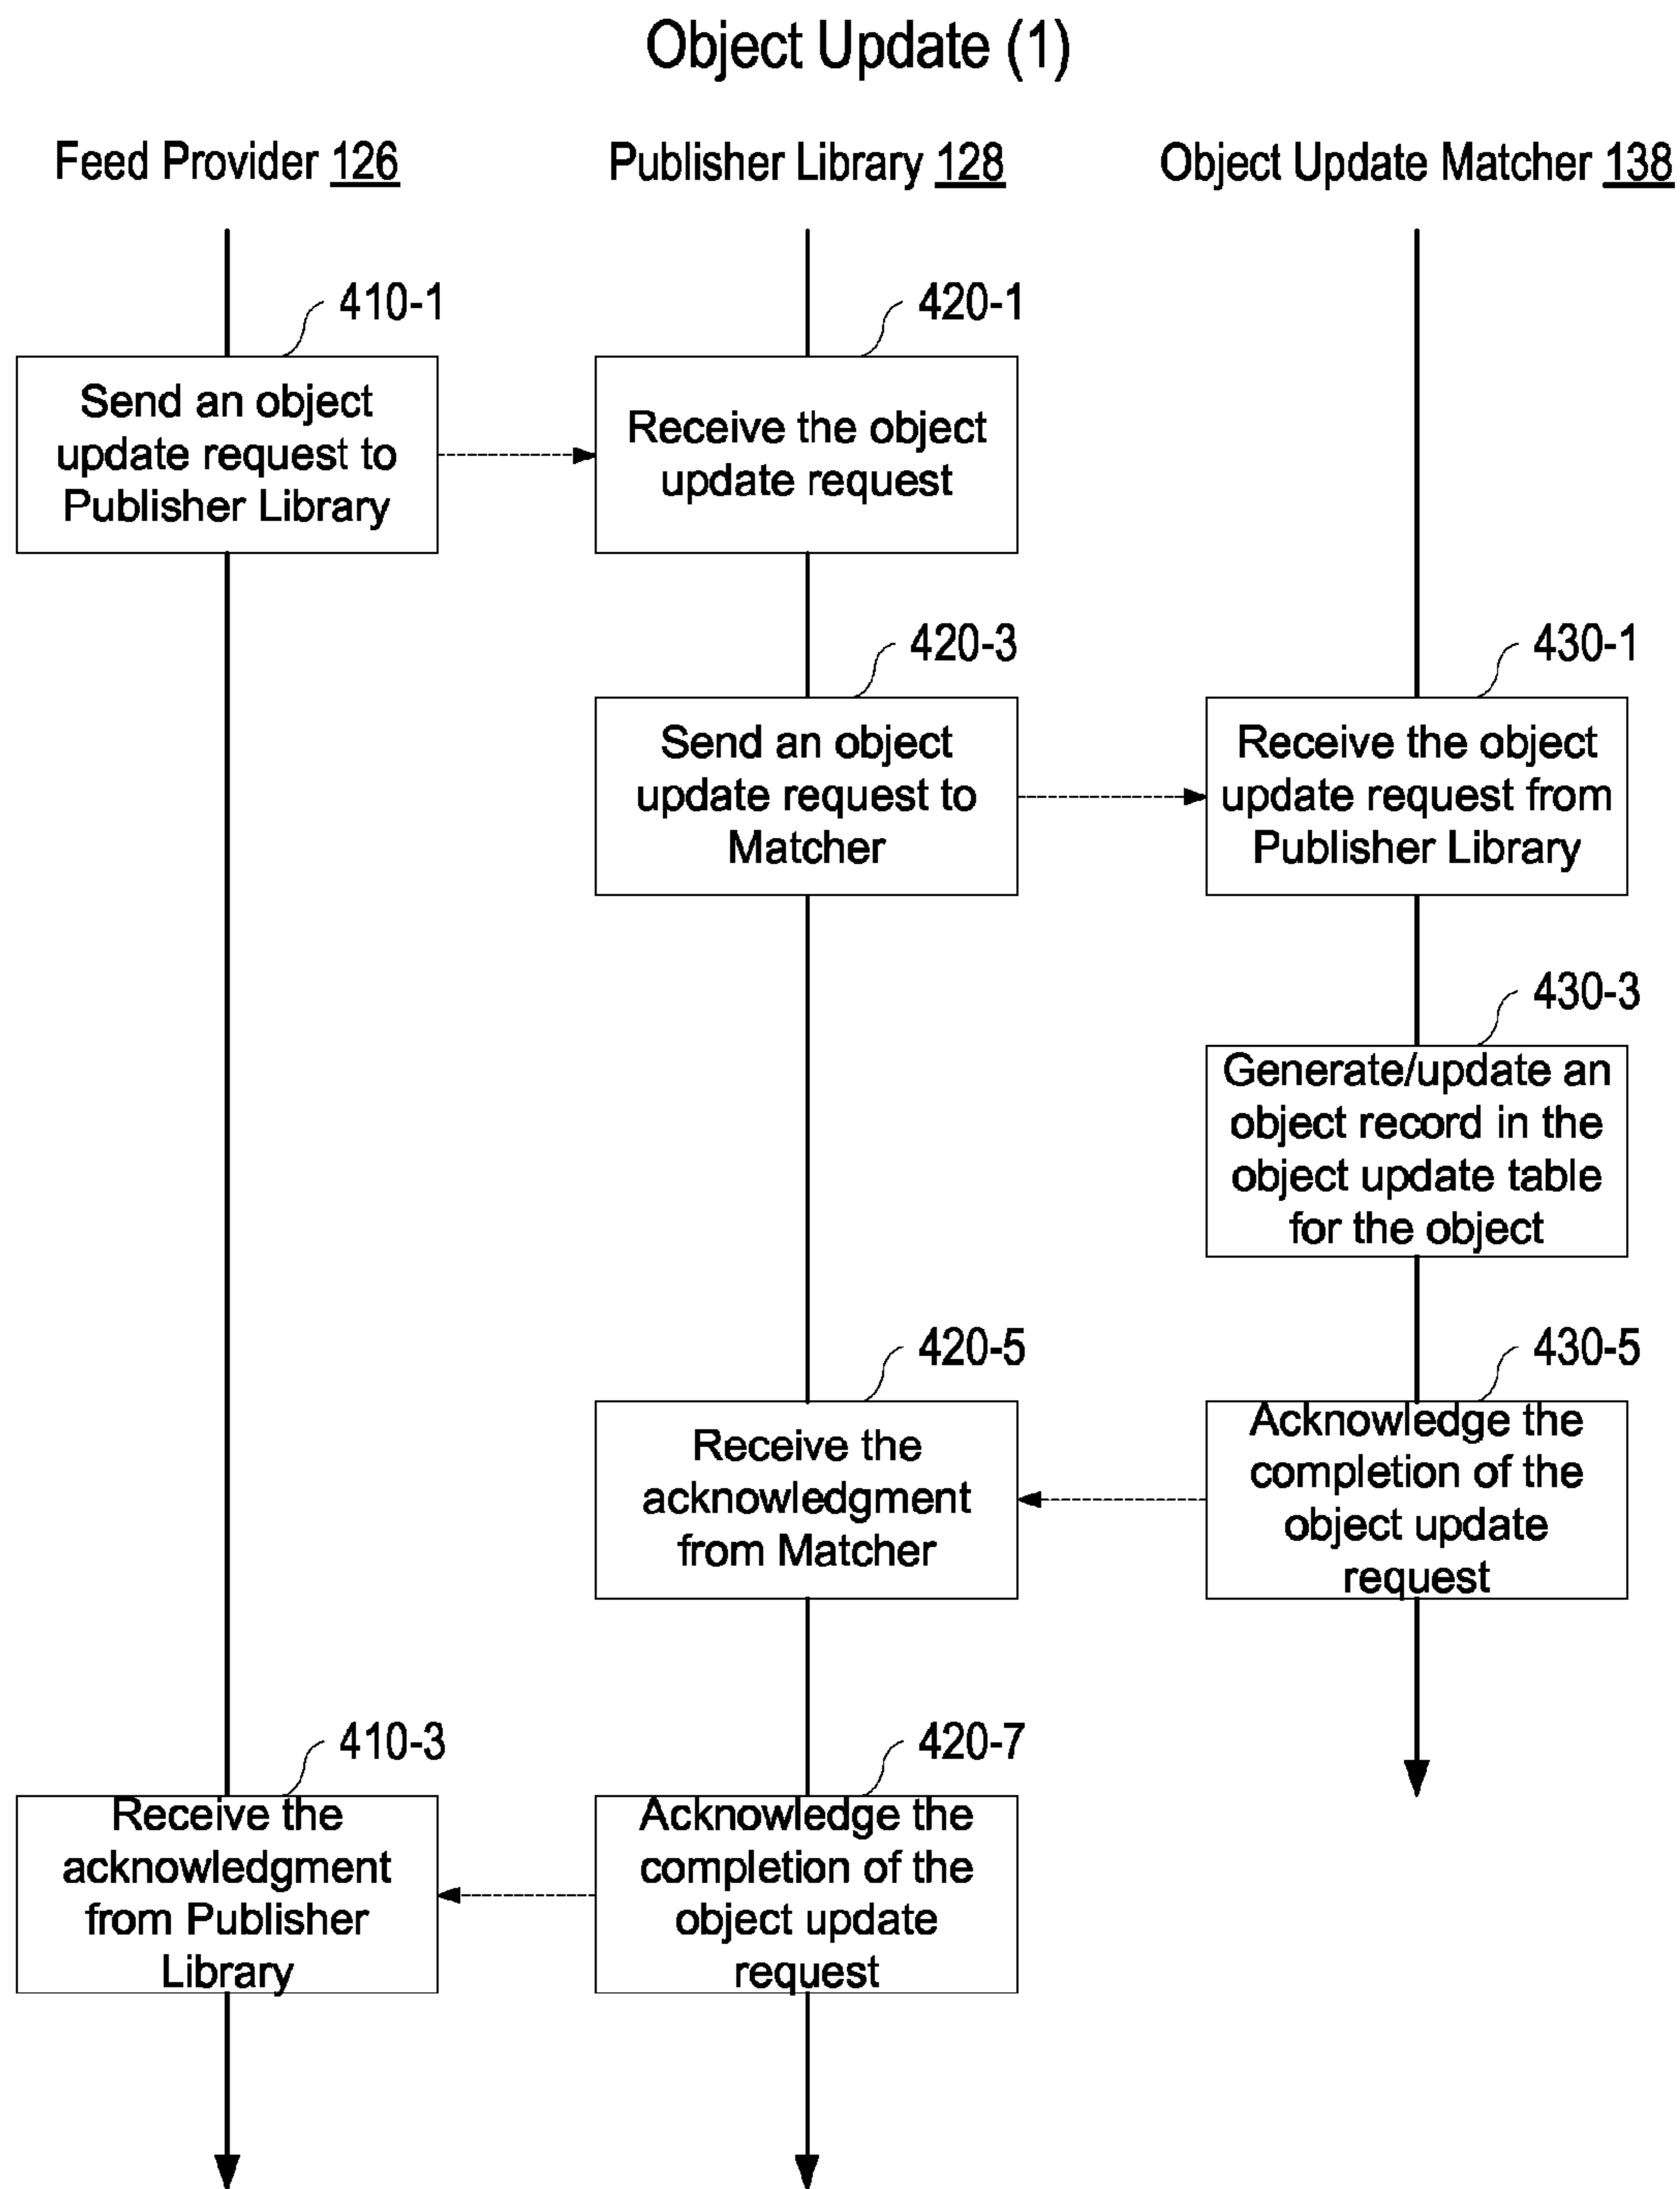 Object Update (1)
Feed Provider 126
Publisher Library 128
Object Update Matcher 138
410-1
Send an object
update request to
Publisher Library
420-1
Receive the object
update request
420-3
Send an object
update request to
Matcher
430-1
Receive the object
update request from
Publisher Library
430-3
Generate/update an
object record in the
object update table
for the object
430-5
Acknowledge the
completion of the
object update
request
420-5
Receive the
acknowledgment
from Matcher
420-7
Acknowledge the
completion of the
object update
request
410-3
Receive the
acknowledgment
from Publisher
Library